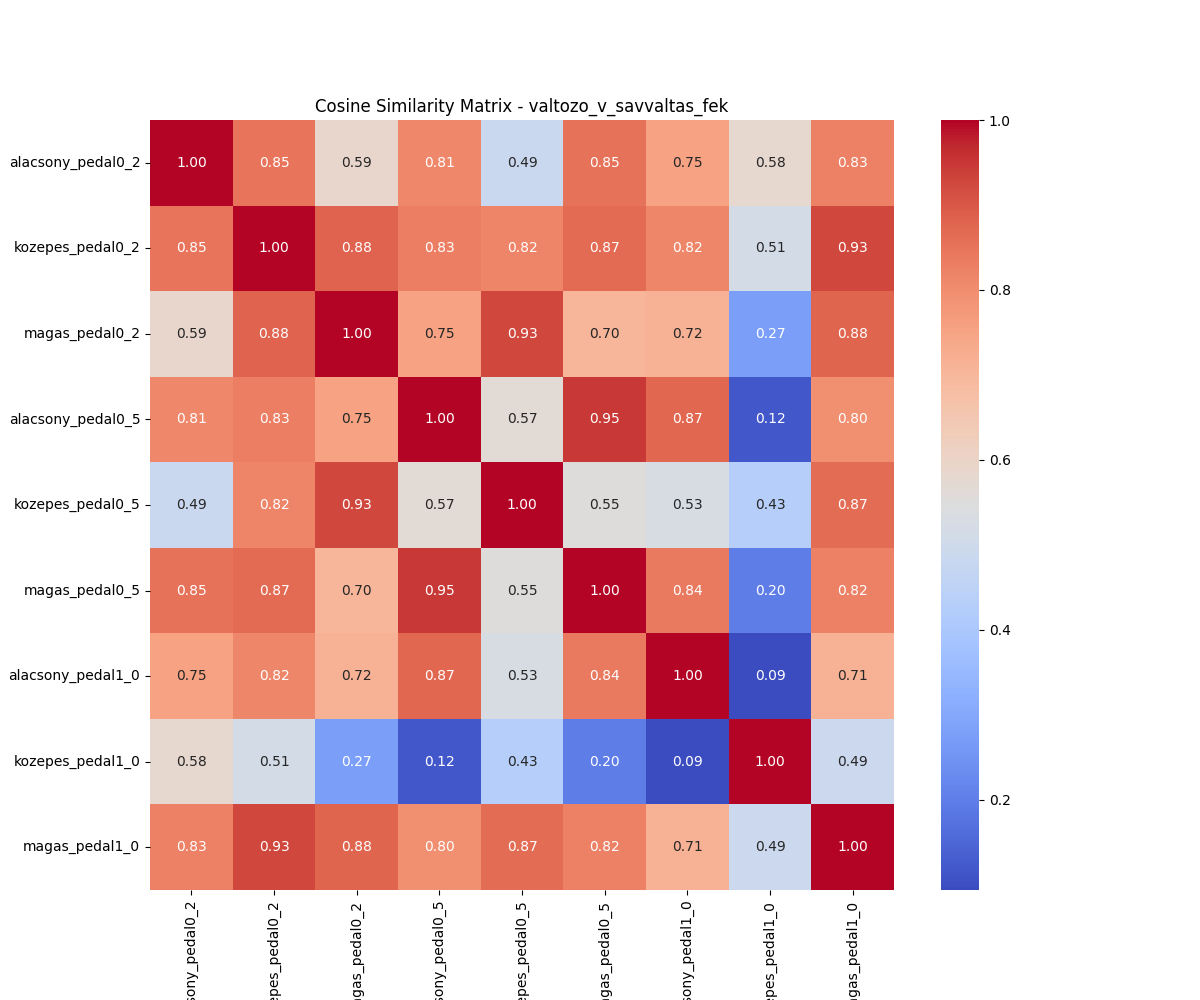 Cosine Similarity Matrix - valtozo_v_savvaltas_fek
alacsony_pedal0_2 1.00 0.85 0.59 0.81 0.49 0.85 0.75 0.58 0.83
kozepes_pedal0_2 0.85 1.00 0.88 0.83 0.82 0.87 0.82 0.51 0.93
magas_pedal0_2 0.59 0.88 1.00 0.75 0.93 0.70 0.72 0.27 0.88
alacsony_pedal0_5 0.81 0.83 0.75 1.00 0.57 0.95 0.87 0.12 0.80
kozepes_pedal0_5 0.49 0.82 0.93 0.57 1.00 0.55 0.53 0.43 0.87
magas_pedal0_5 0.85 0.87 0.70 0.95 0.55 1.00 0.84 0.20 0.82
alacsony_pedal1_0 0.75 0.82 0.72 0.87 0.53 0.84 1.00 0.09 0.71
kozepes_pedal1_0 0.58 0.51 0.27 0.12 0.43 0.20 0.09 1.00 0.49
magas_pedal1_0 0.83 0.93 0.88 0.80 0.87 0.82 0.71 0.49 1.00
sony_pedal0_2
epes_pedal0_2
agas_pedal0_2
sony_pedal0_5
epes_pedal0_5
agas_pedal0_5
sony_pedal1_0
epes_pedal1_0
agas_pedal1_0
1.0
0.8
0.6
0.4
0.2